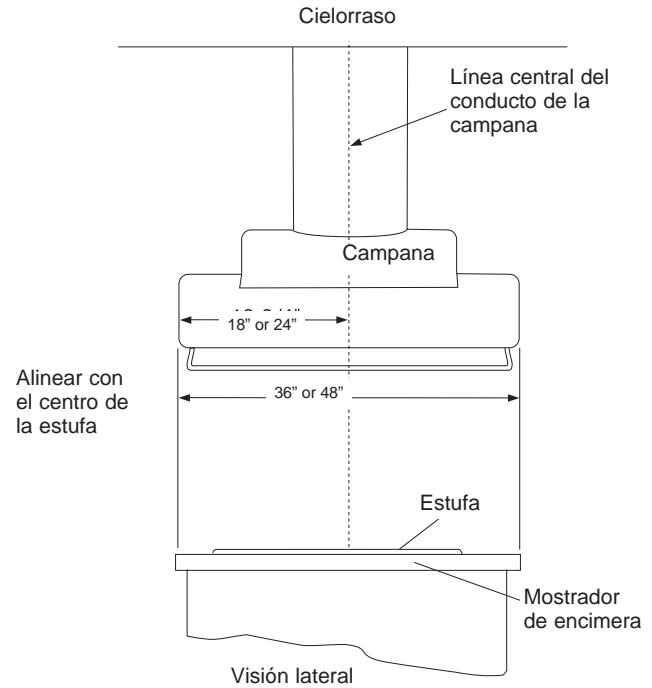 Cielorraso
Línea central del
conducto de la
campana
Campana
18” or 24”
Alinear con
el centro de
la estufa
36” or 48”
Estufa
Mostrador
de encimera
Visión lateral